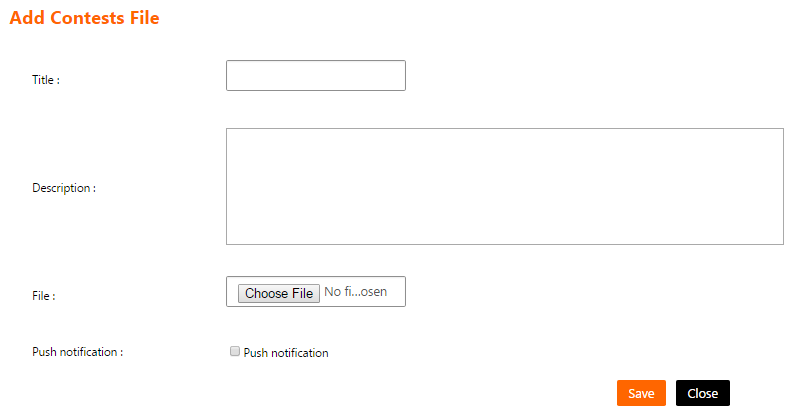 Add Contests File
Title :
Description :
File :
Choose File No fi...osen
Push notification :
Push notification
Save
Close